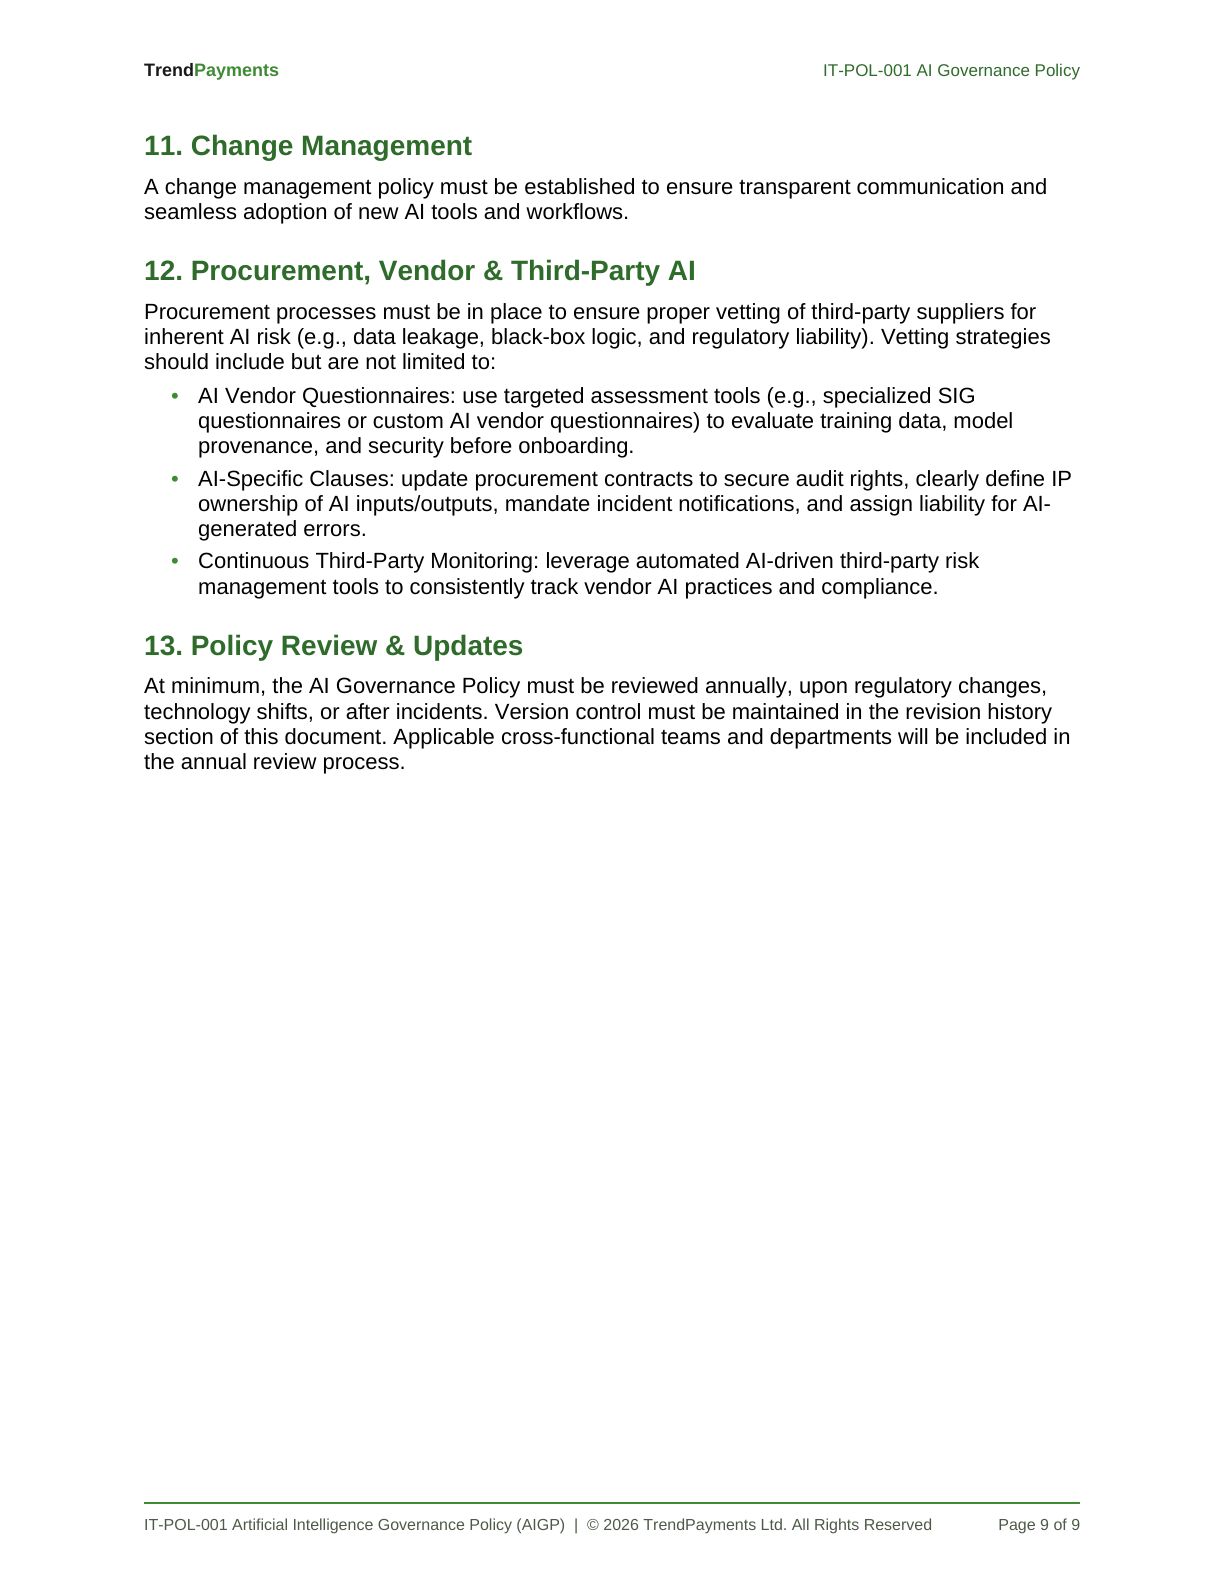 TrendPayments
IT-POL-001 AI Governance Policy
11. Change Management
A change management policy must be established to ensure transparent communication and
seamless adoption of new AI tools and workflows.
12. Procurement, Vendor & Third-Party AI
Procurement processes must be in place to ensure proper vetting of third-party suppliers for
inherent AI risk (e.g., data leakage, black-box logic, and regulatory liability). Vetting strategies
should include but are not limited to:
• AI Vendor Questionnaires: use targeted assessment tools (e.g., specialized SIG
questionnaires or custom AI vendor questionnaires) to evaluate training data, model
provenance, and security before onboarding.
• AI-Specific Clauses: update procurement contracts to secure audit rights, clearly define IP
ownership of AI inputs/outputs, mandate incident notifications, and assign liability for AI-
generated errors.
• Continuous Third-Party Monitoring: leverage automated AI-driven third-party risk
management tools to consistently track vendor AI practices and compliance.
13. Policy Review & Updates
At minimum, the AI Governance Policy must be reviewed annually, upon regulatory changes,
technology shifts, or after incidents. Version control must be maintained in the revision history
section of this document. Applicable cross-functional teams and departments will be included in
the annual review process.
IT-POL-001 Artificial Intelligence Governance Policy (AIGP) | © 2026 TrendPayments Ltd. All Rights Reserved
Page 9 of 9